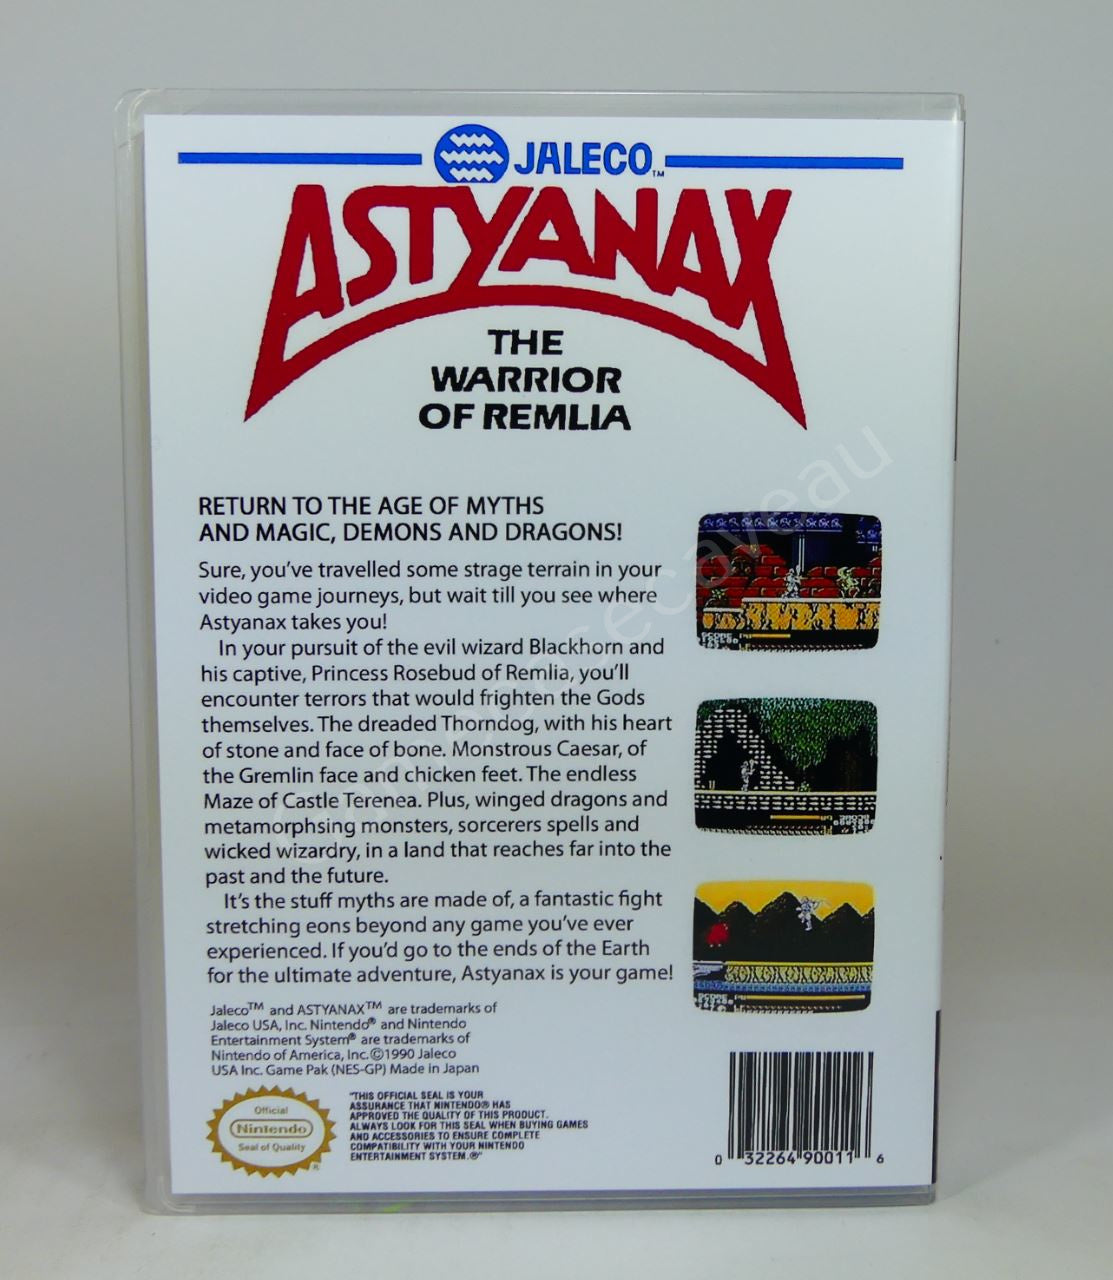 JALECO™
ASTYANAX
THE
WARRIOR
OF REMLIA
RETURN TO THE AGE OF MYTHS
AND MAGIC, DEMONS AND DRAGONS!
Sure, you've travelled some strage terrain in your
video game journeys, but wait till you see where
Astyanax takes you!
In your pursuit of the evil wizard Blackhorn and
his captive, Princess Rosebud of Remlia, you'll
encounter terrors that would frighten the Gods
themselves. The dreaded Thorndog, with his heart
of stone and face of bone. Monstrous Caesar, of
the Gremlin face and chicken feet. The endless
Maze of Castle Terenea. Plus, winged dragons and
metamorphsing monsters, sorcerers spells and
wicked wizardry, in a land that reaches far into the
past and the future.
It's the stuff myths are made of, a fantastic fight
stretching eons beyond any game you've ever
experienced. If you'd go to the ends of the Earth
for the ultimate adventure, Astyanax is your game!
Jaleco™ and ASTYANAX™ are trademarks of
Jaleco USA, Inc. Nintendo® and Nintendo
Entertainment System® are trademarks of
Nintendo of America, Inc.©1990 Jaleco
USA Inc. Game Pak (NES-GP) Made in Japan
Official
Nintendo
Seal of Quality
®
"THIS OFFICIAL SEAL IS YOUR
ASSURANCE THAT NINTENDO® HAS
APPROVED THE QUALITY OF THIS PRODUCT.
ALWAYS LOOK FOR THIS SEAL WHEN BUYING GAMES
AND ACCESSORIES TO ENSURE COMPLETE
COMPATIBILITY WITH YOUR NINTENDO
ENTERTAINMENT SYSTEM.®"
0 32264 90011 6